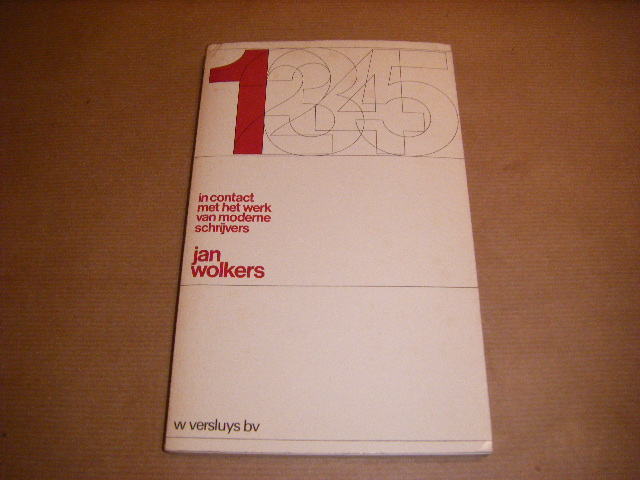 12345
in contact
met het werk
van moderne
schrijvers
jan
wolkers
w versluys bv